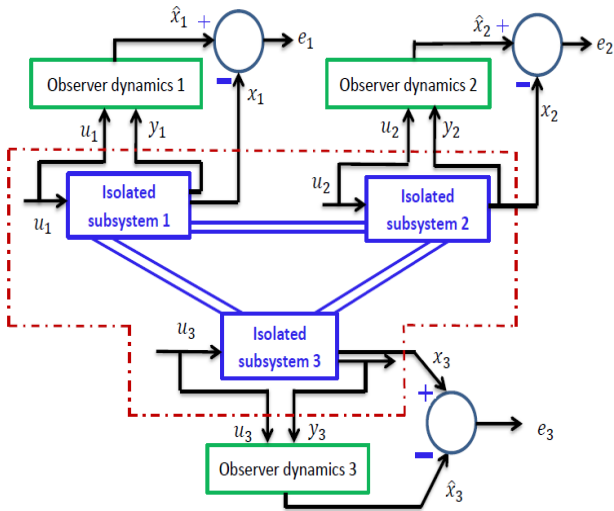 x̂₁ +
e₁
x̂₂ +
e₂
Observer dynamics 1
Observer dynamics 2
−
x₁
−
x₂
u₁
y₁
u₂
y₂
Isolated
subsystem 1
Isolated
subsystem 2
u₁
u₂
u₃
Isolated
subsystem 3
x₃
+
u₃
y₃
e₃
−
Observer dynamics 3
x̂₃